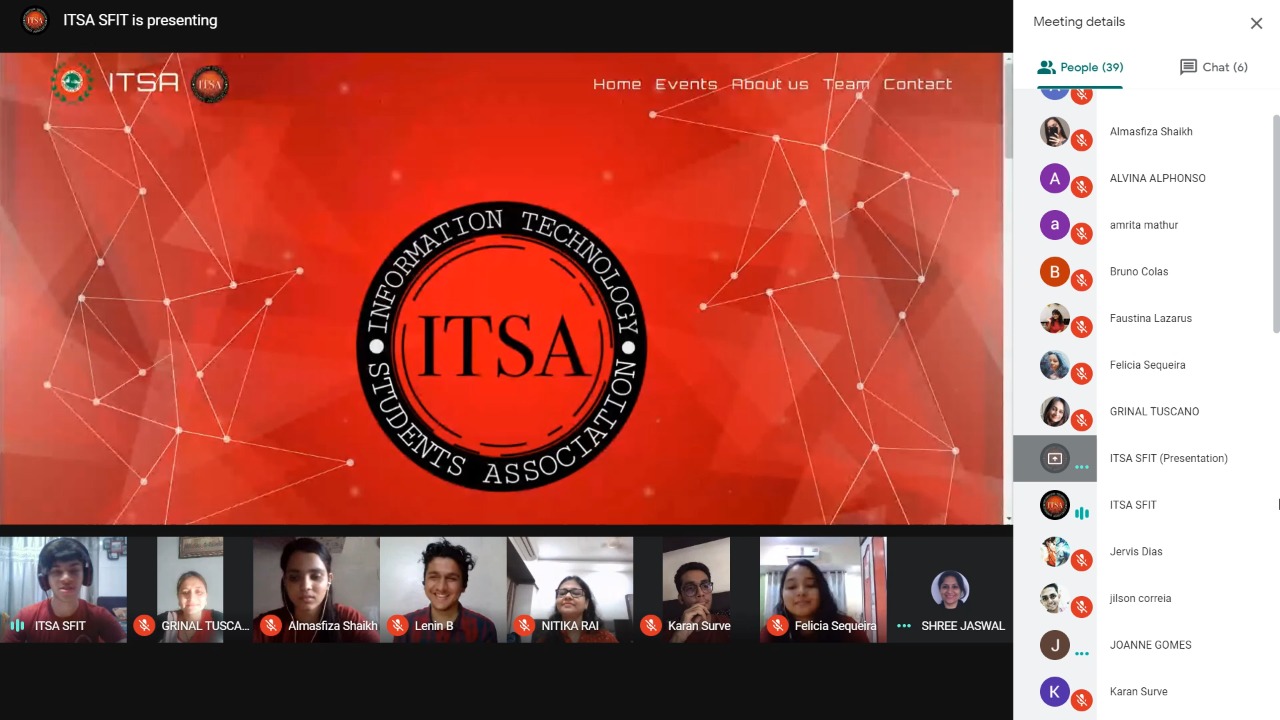 ITSA SFIT is presenting
ITSA
ITSA
Home Events About us Team Contact
INFORMATION TECHNOLOGY
ITSA
STUDENTS ASSOCIATION
ITSA SFIT
GRINAL TUSCA...
Almasfiza Shaikh
Lenin B
NITIKA RAI
Karan Surve
Felicia Sequeira
SHREE JASWAL
Meeting details
People (39)
Chat (6)
Almasfiza Shaikh
A
ALVINA ALPHONSO
a
amrita mathur
B
Bruno Colas
Faustina Lazarus
Felicia Sequeira
GRINAL TUSCANO
ITSA SFIT (Presentation)
ITSA SFIT
Jervis Dias
jilson correia
J
JOANNE GOMES
K
Karan Surve